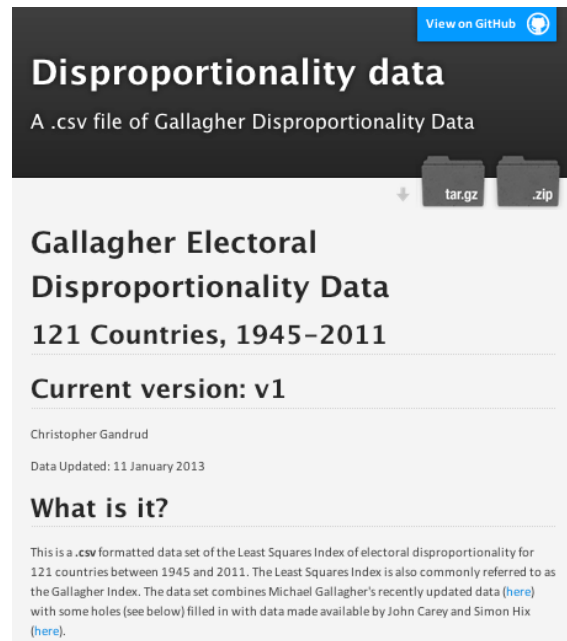 View on GitHub
Disproportionality data
A .csv file of Gallagher Disproportionality Data
tar.gz
.zip
Gallagher Electoral
Disproportionality Data
121 Countries, 1945–2011
Current version: v1
Christopher Gandrud
Data Updated: 11 January 2013
What is it?
This is a .csv formatted data set of the Least Squares Index of electoral disproportionality for
121 countries between 1945 and 2011. The Least Squares Index is also commonly referred to as
the Gallagher Index. The data set combines Michael Gallagher's recently updated data (here)
with some holes (see below) filled in with data made available by John Carey and Simon Hix
(here).